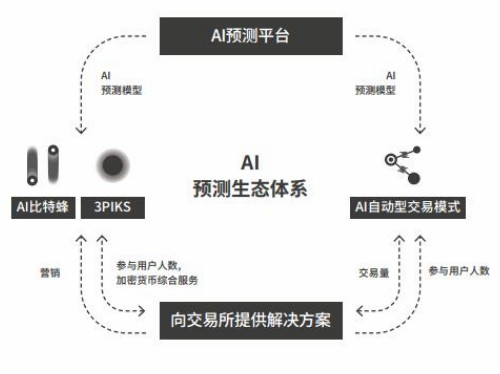 AI预测平台
AI
预测模型
AI
预测模型
AI
预测生态体系
AI比特蜂
3PIKS
AI自动型交易模式
营销
参与用户人数,
加密货币综合服务
交易量
参与用户人数
向交易所提供解决方案